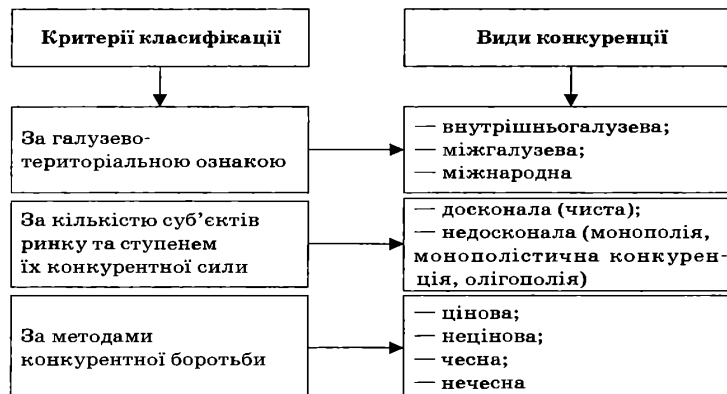 Критерії класифікації
Види конкуренції
За галузево-
територіальною ознакою
— внутрішньогалузева;
— міжгалузева;
— міжнародна
За кількістю суб’єктів
ринку та ступенем
їх конкурентної сили
— досконала (чиста);
— недосконала (монополія,
монополістична конкурен-
ція, олігополія)
За методами
конкурентної боротьби
— цінова;
— нецінова;
— чесна;
— нечесна